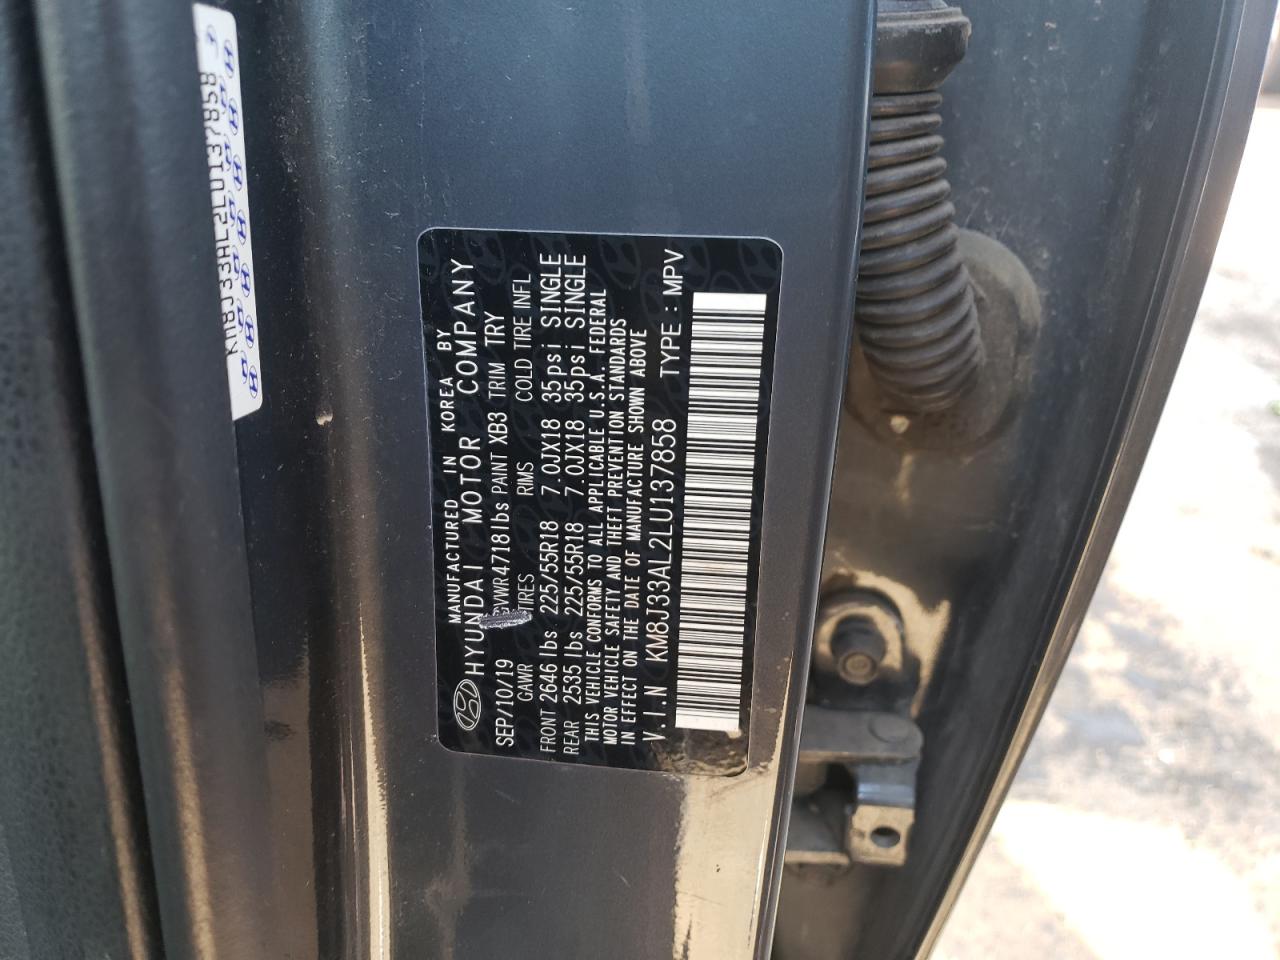 KM8J33AL2LU137858
MANUFACTURED IN KOREA BY
HYUNDAI MOTOR COMPANY
SEP/10/19 GVWR4718lbs PAINT XB3 TRIM TRY
GAWR TIRES RIMS COLD TIRE INFL
FRONT 2646 lbs 225/55R18 7.0JX18 35psi SINGLE
REAR 2535 lbs 225/55R18 7.0JX18 35psi SINGLE
THIS VEHICLE CONFORMS TO ALL APPLICABLE U.S.A. FEDERAL
MOTOR VEHICLE SAFETY AND THEFT PREVENTION STANDARDS
IN EFFECT ON THE DATE OF MANUFACTURE SHOWN ABOVE
V.I.N KM8J33AL2LU137858 TYPE : MPV